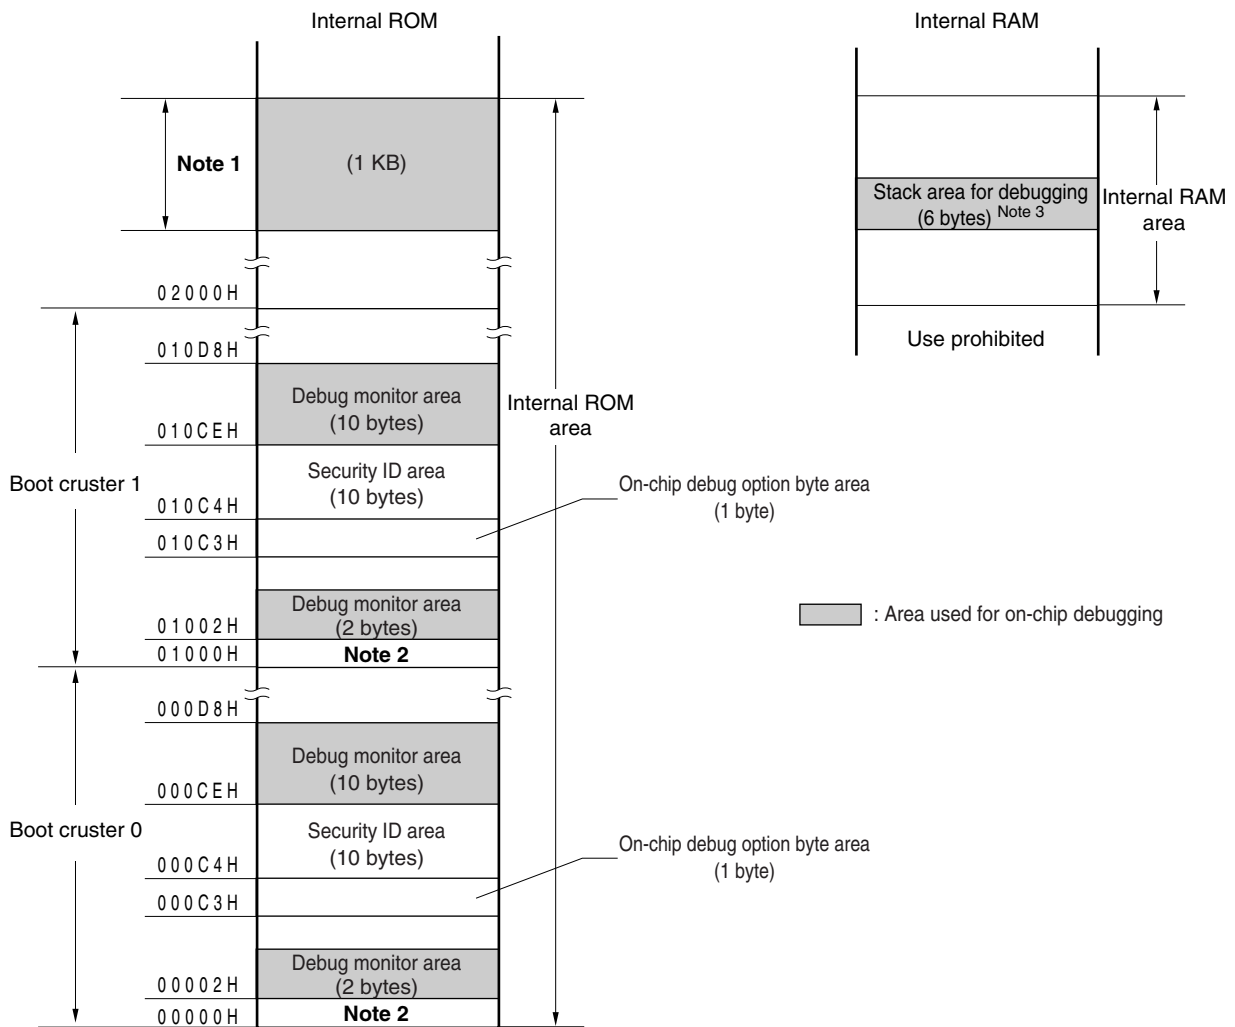 Internal ROM
Internal RAM
Note 1
(1 KB)
Stack area for debugging
(6 bytes) Note 3
Internal RAM
area
02000H
Use prohibited
010D8H
Debug monitor area
(10 bytes)
Internal ROM
area
010CEH
Boot cruster 1
Security ID area
(10 bytes)
On-chip debug option byte area
(1 byte)
010C4H
010C3H
Debug monitor area
(2 bytes)
: Area used for on-chip debugging
01002H
01000H
Note 2
000D8H
Debug monitor area
(10 bytes)
000CEH
Boot cruster 0
Security ID area
(10 bytes)
On-chip debug option byte area
(1 byte)
000C4H
000C3H
Debug monitor area
(2 bytes)
00002H
00000H
Note 2